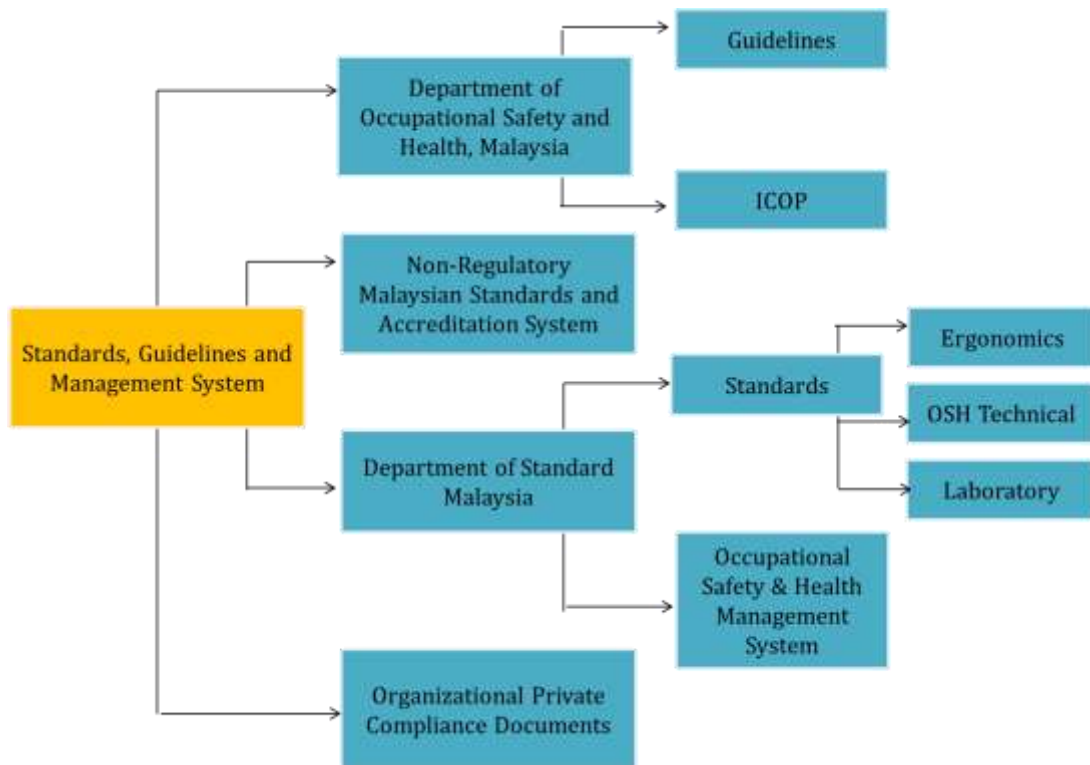 Guidelines
Department of
Occupational Safety and
Health, Malaysia
ICOP
Non-Regulatory
Malaysian Standards and
Accreditation System
Standards, Guidelines and
Management System
Ergonomics
Standards
OSH Technical
Department of Standard
Malaysia
Laboratory
Occupational
Safety & Health
Management
System
Organizational Private
Compliance Documents